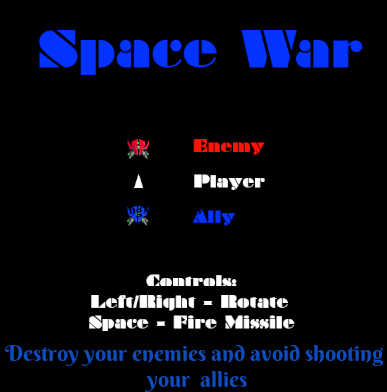 Space War
Enemy
Player
Ally
Controls:
Left/Right = Rotate
Space = Fire Missile
Destroy your enemies and avoid shooting
your allies